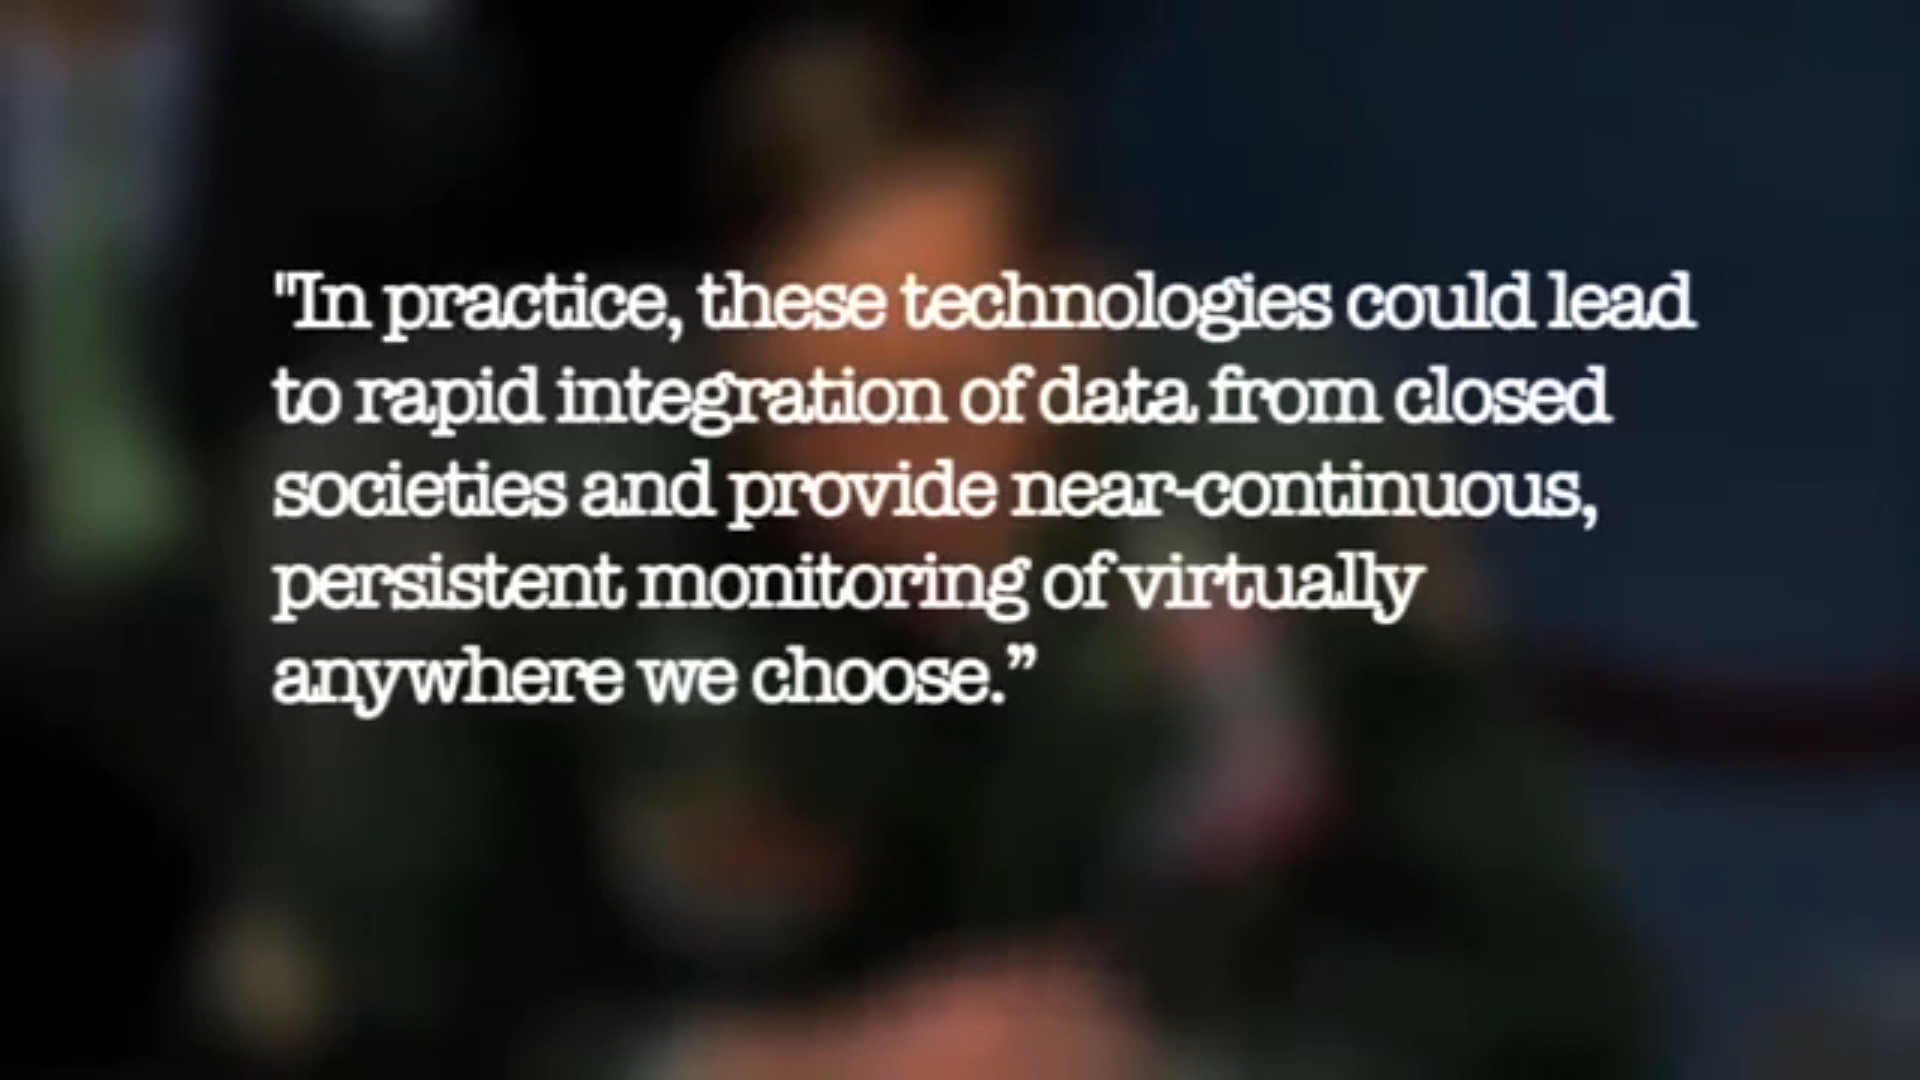 "In practice, these technologies could lead
to rapid integration of data from closed
societies and provide near-continuous,
persistent monitoring of virtually
anywhere we choose.”